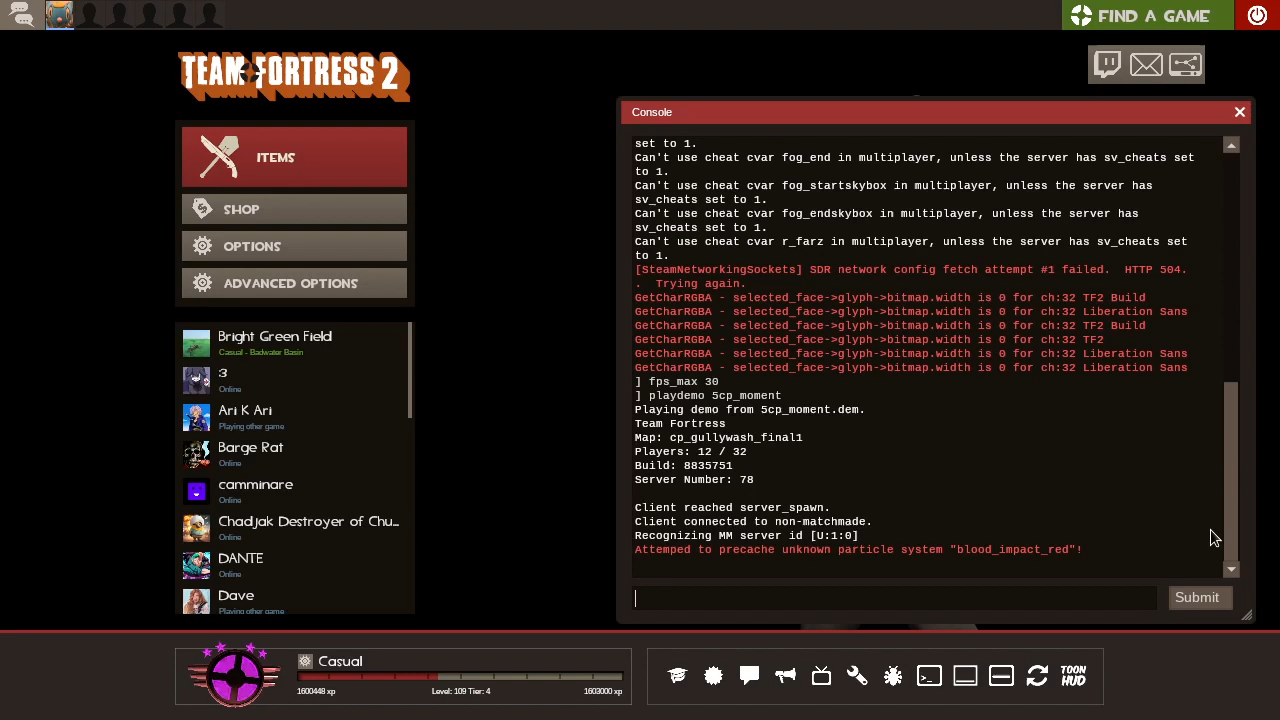 FIND A GAME
TEAM FORTRESS 2
ITEMS
SHOP
OPTIONS
ADVANCED OPTIONS
Bright Green Field
Casual - Badwater Basin
:3
Online
Ari K Ari
Playing other game
Barge Rat
Online
camminare
Online
Chadjak Destroyer of Chu...
Online
DANTE
Online
Dave
Playing other game
Console
set to 1.
Can't use cheat cvar fog_end in multiplayer, unless the server has sv_cheats set
to 1.
Can't use cheat cvar fog_startskybox in multiplayer, unless the server has
sv_cheats set to 1.
Can't use cheat cvar fog_endskybox in multiplayer, unless the server has
sv_cheats set to 1.
Can't use cheat cvar r_farz in multiplayer, unless the server has sv_cheats set
to 1.
[SteamNetworkingSockets] SDR network config fetch attempt #1 failed.  HTTP 504.
.  Trying again.
GetCharRGBA - selected_face->glyph->bitmap.width is 0 for ch:32 TF2 Build
GetCharRGBA - selected_face->glyph->bitmap.width is 0 for ch:32 Liberation Sans
GetCharRGBA - selected_face->glyph->bitmap.width is 0 for ch:32 TF2 Build
GetCharRGBA - selected_face->glyph->bitmap.width is 0 for ch:32 TF2
GetCharRGBA - selected_face->glyph->bitmap.width is 0 for ch:32 Liberation Sans
GetCharRGBA - selected_face->glyph->bitmap.width is 0 for ch:32 Liberation Sans
] fps_max 30
] playdemo 5cp_moment
Playing demo from 5cp_moment.dem.
Team Fortress
Map: cp_gullywash_final1
Players: 12 / 32
Build: 8835751
Server Number: 78
Client reached server_spawn.
Client connected to non-matchmade.
Recognizing MM server id [U:1:0]
Attemped to precache unknown particle system "blood_impact_red"!
Submit
Casual
1600448 xp
Level: 109 Tier: 4
1603000 xp
TOON
HUD